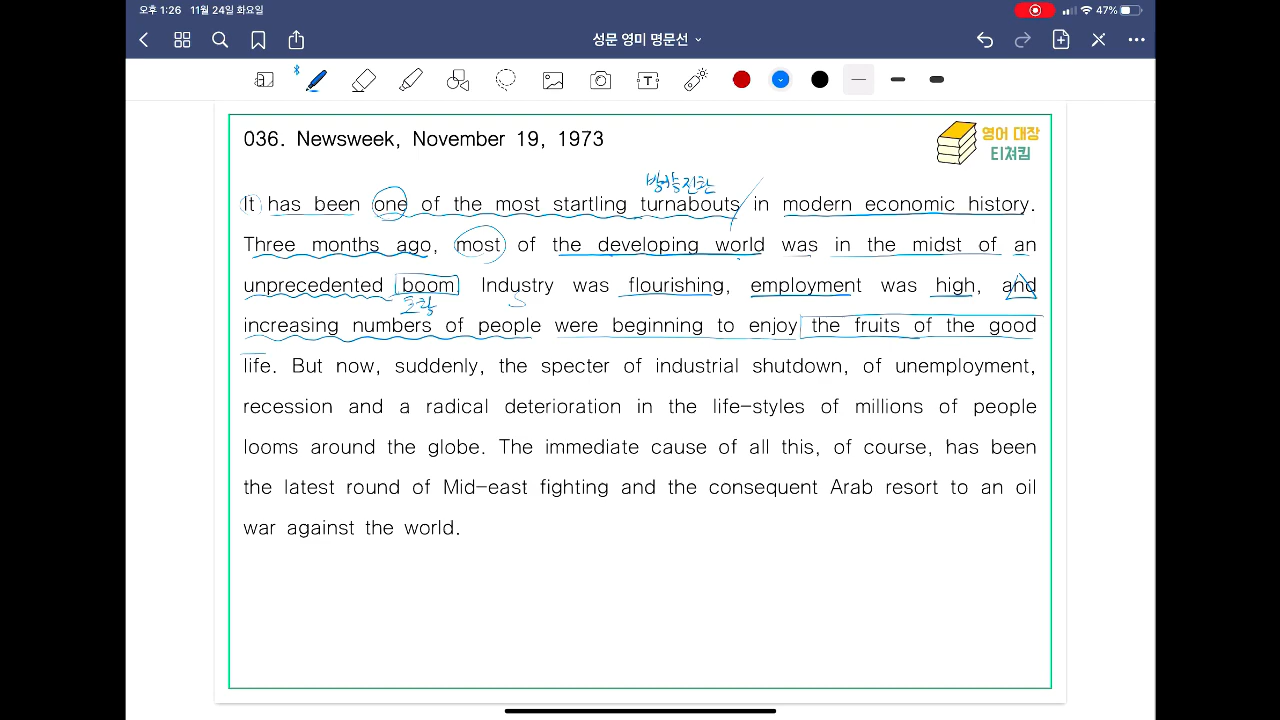 오후 1:26 11월 24일 화요일 47%
성문 영미 명문선
036. Newsweek, November 19, 1973
영어 대장
티쳐킴
방향전환
It has been one of the most startling turnabouts in modern economic history.
Three months ago, most of the developing world was in the midst of an
unprecedented boom Industry was flourishing, employment was high, and
호황 S
increasing numbers of people were beginning to enjoy the fruits of the good
life. But now, suddenly, the specter of industrial shutdown, of unemployment,
recession and a radical deterioration in the life-styles of millions of people
looms around the globe. The immediate cause of all this, of course, has been
the latest round of Mid-east fighting and the consequent Arab resort to an oil
war against the world.